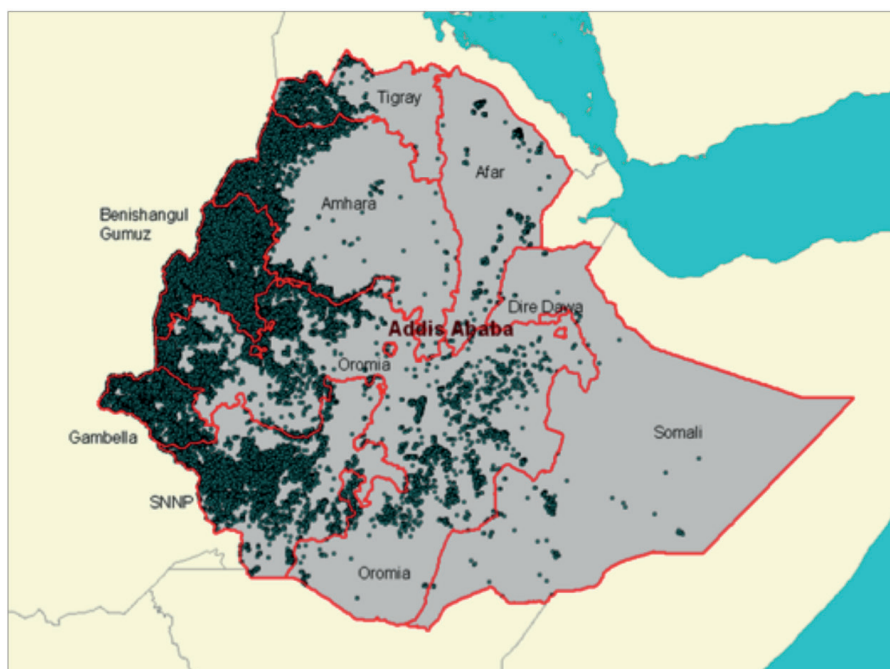 Tigray
Afar
Amhara
Benishangul
Gumuz
Dire Dawa
Addis Ababa
Oromia
Gambella
Somali
SNNP
Oromia